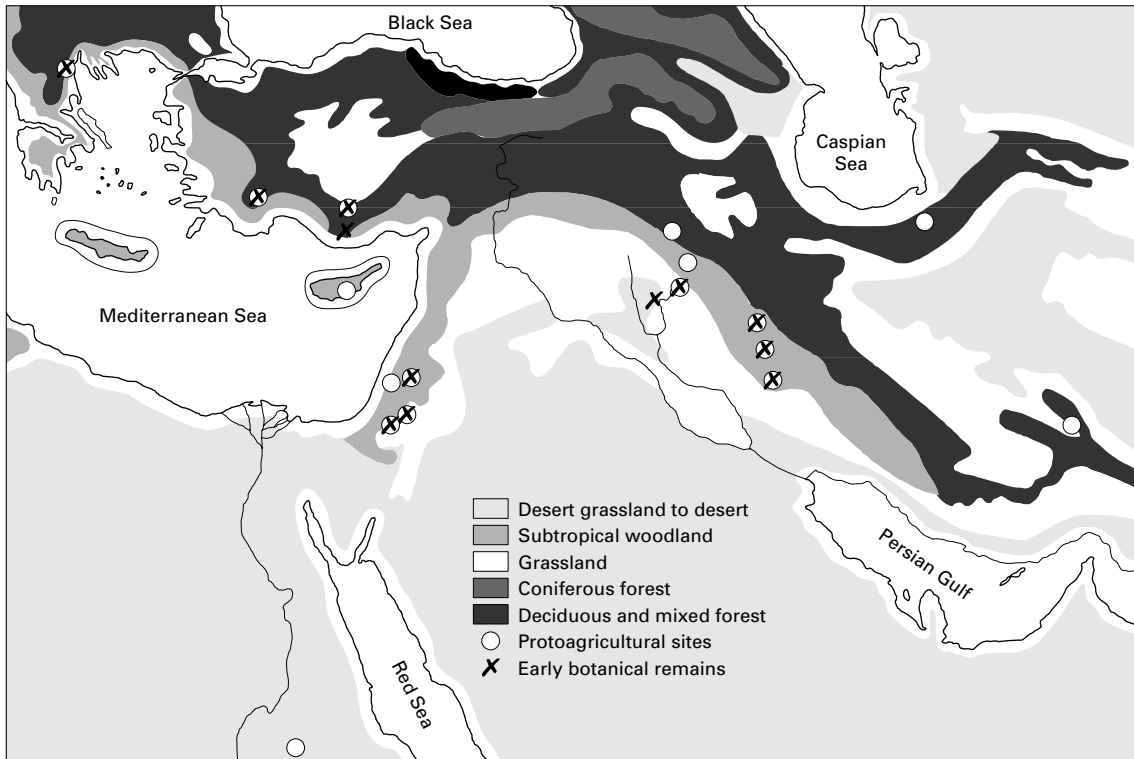 Black Sea
Caspian
Sea
Mediterranean Sea
Desert grassland to desert
Subtropical woodland
Grassland
Coniferous forest
Deciduous and mixed forest
Protoagricultural sites
Early botanical remains
Persian Gulf
Red Sea